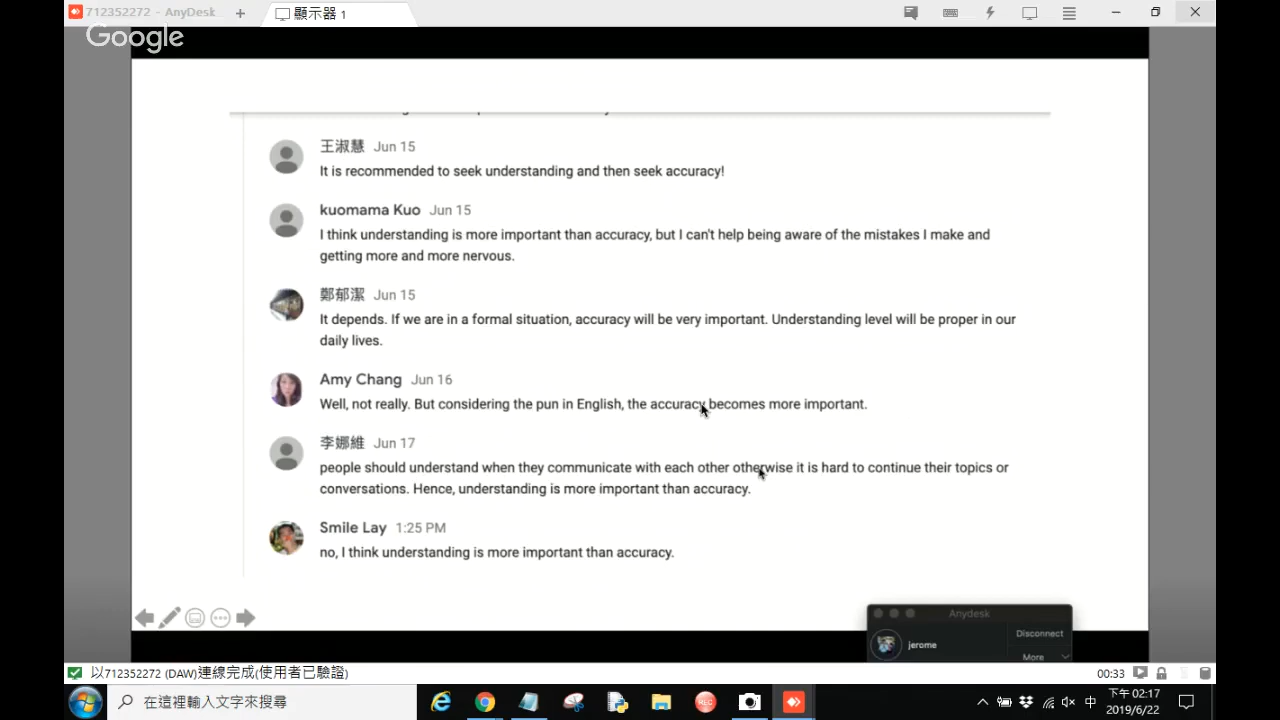 712352272 - AnyDesk
顯示器 1
Google
王淑慧 Jun 15
It is recommended to seek understanding and then seek accuracy!
kuomama Kuo Jun 15
I think understanding is more important than accuracy, but I can't help being aware of the mistakes I make and
getting more and more nervous.
鄭郁潔 Jun 15
It depends. If we are in a formal situation, accuracy will be very important. Understanding level will be proper in our
daily lives.
Amy Chang Jun 16
Well, not really. But considering the pun in English, the accuracy becomes more important.
李娜維 Jun 17
people should understand when they communicate with each other otherwise it is hard to continue their topics or
conversations. Hence, understanding is more important than accuracy.
Smile Lay 1:25 PM
no, I think understanding is more important than accuracy.
Anydesk
Disconnect
jerome
More
以712352272 (DAW)連線完成(使用者已驗證)
00:33
在這裡輸入文字來搜尋
REC
中
下午 02:17
2019/6/22